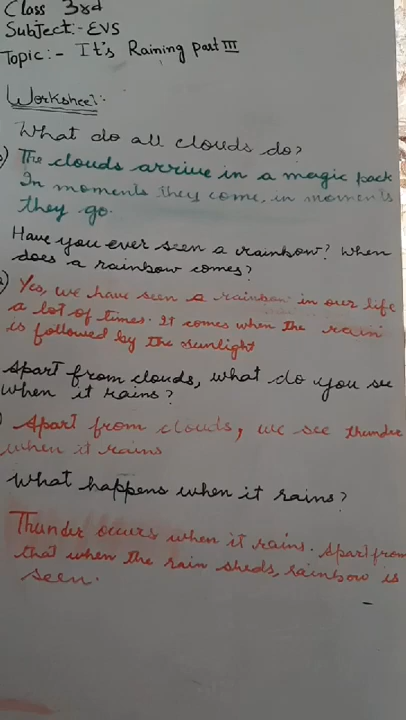 Class 3rd
Subject:- EVS
Topic:- It's Raining part III
Worksheet:-
What do all clouds do?
) The clouds arrive in a magic pack
In moments they come, in moments
they go.
Have you ever seen a rainbow? When
does a rainbow comes?
) Yes, we have seen a rainbow in our life
a lot of times. It comes when the rain
is followed by the sunlight
Apart from clouds, what do you see
when it rains?
) Apart from clouds, we see thunder
when it rains
What happens when it rains?
Thunder occurs when it rains. Apart from
that when the rain sheds, rainbow is
seen.